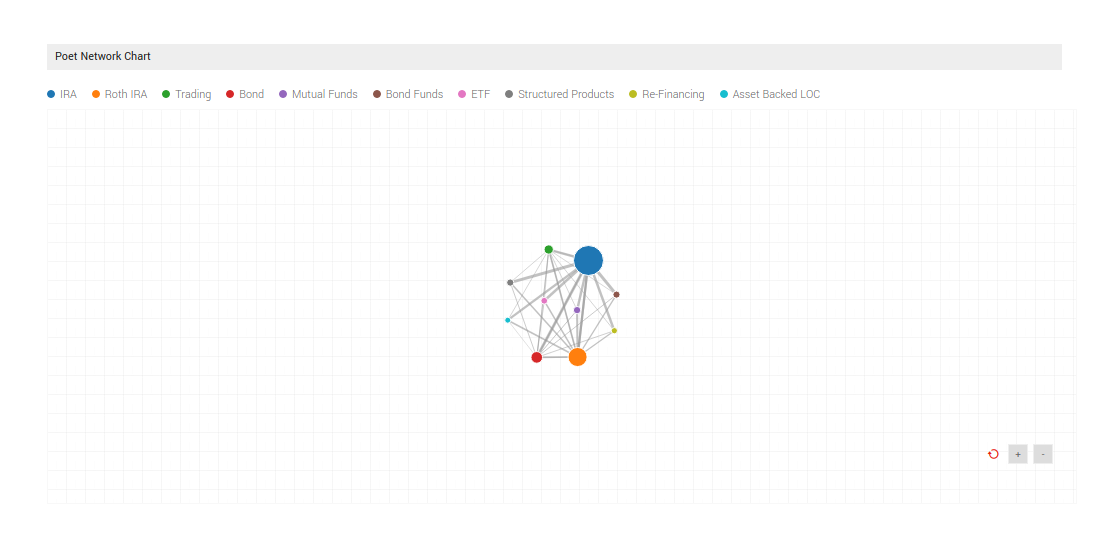 Poet Network Chart
IRA Roth IRA Trading Bond Mutual Funds Bond Funds ETF Structured Products Re-Financing Asset Backed LOC
+ -